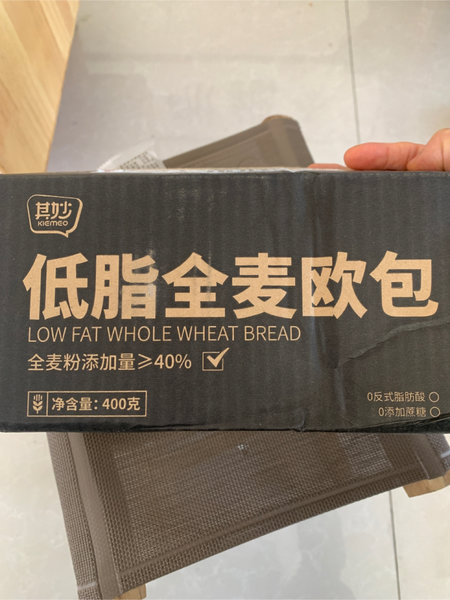 其妙
KIEMEO
低脂全麦欧包
LOW FAT WHOLE WHEAT BREAD
全麦粉添加量≥40%
净含量：400克
0反式脂肪酸
0添加蔗糖